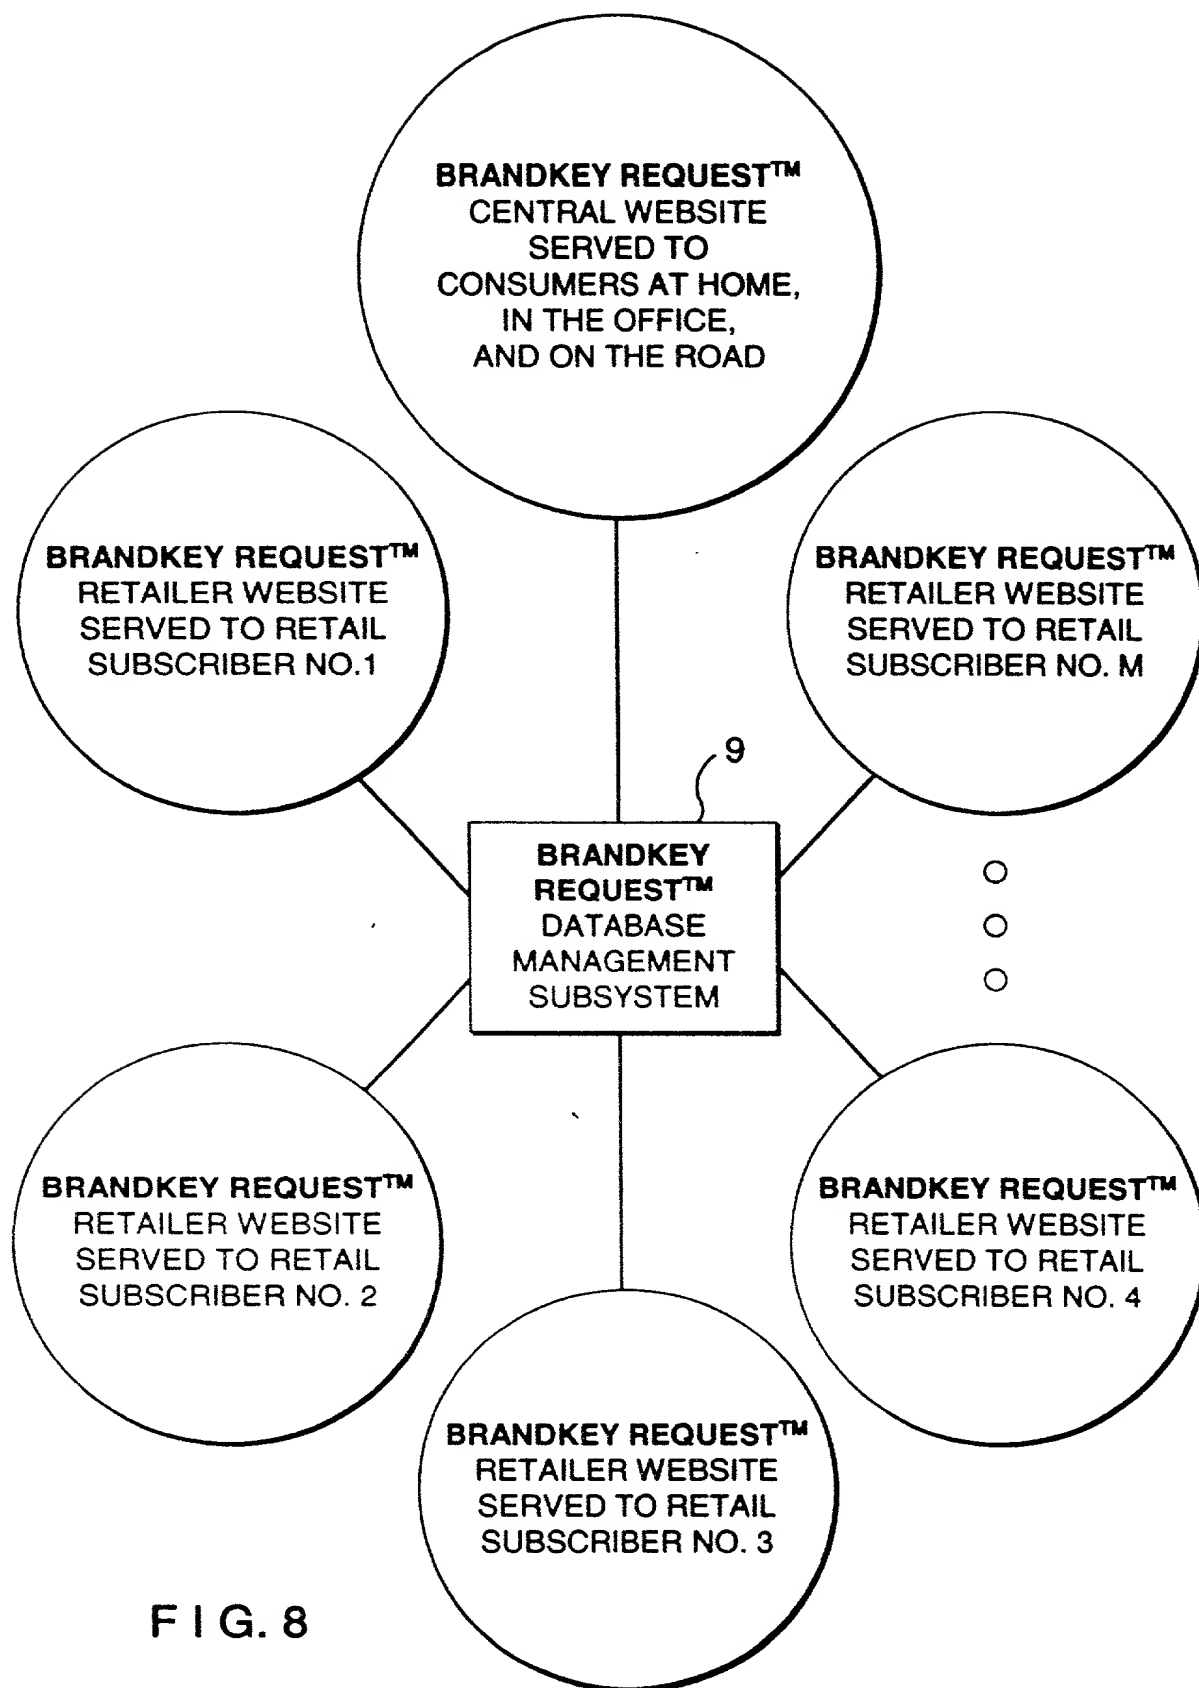 BRANDKEY REQUEST™
CENTRAL WEBSITE
SERVED TO
CONSUMERS AT HOME,
IN THE OFFICE,
AND ON THE ROAD
BRANDKEY REQUEST™
RETAILER WEBSITE
SERVED TO RETAIL
SUBSCRIBER NO.1
BRANDKEY REQUEST™
RETAILER WEBSITE
SERVED TO RETAIL
SUBSCRIBER NO. M
9
BRANDKEY
REQUEST™
DATABASE
MANAGEMENT
SUBSYSTEM
BRANDKEY REQUEST™
RETAILER WEBSITE
SERVED TO RETAIL
SUBSCRIBER NO. 2
BRANDKEY REQUEST™
RETAILER WEBSITE
SERVED TO RETAIL
SUBSCRIBER NO. 4
BRANDKEY REQUEST™
RETAILER WEBSITE
SERVED TO RETAIL
SUBSCRIBER NO. 3
FIG. 8